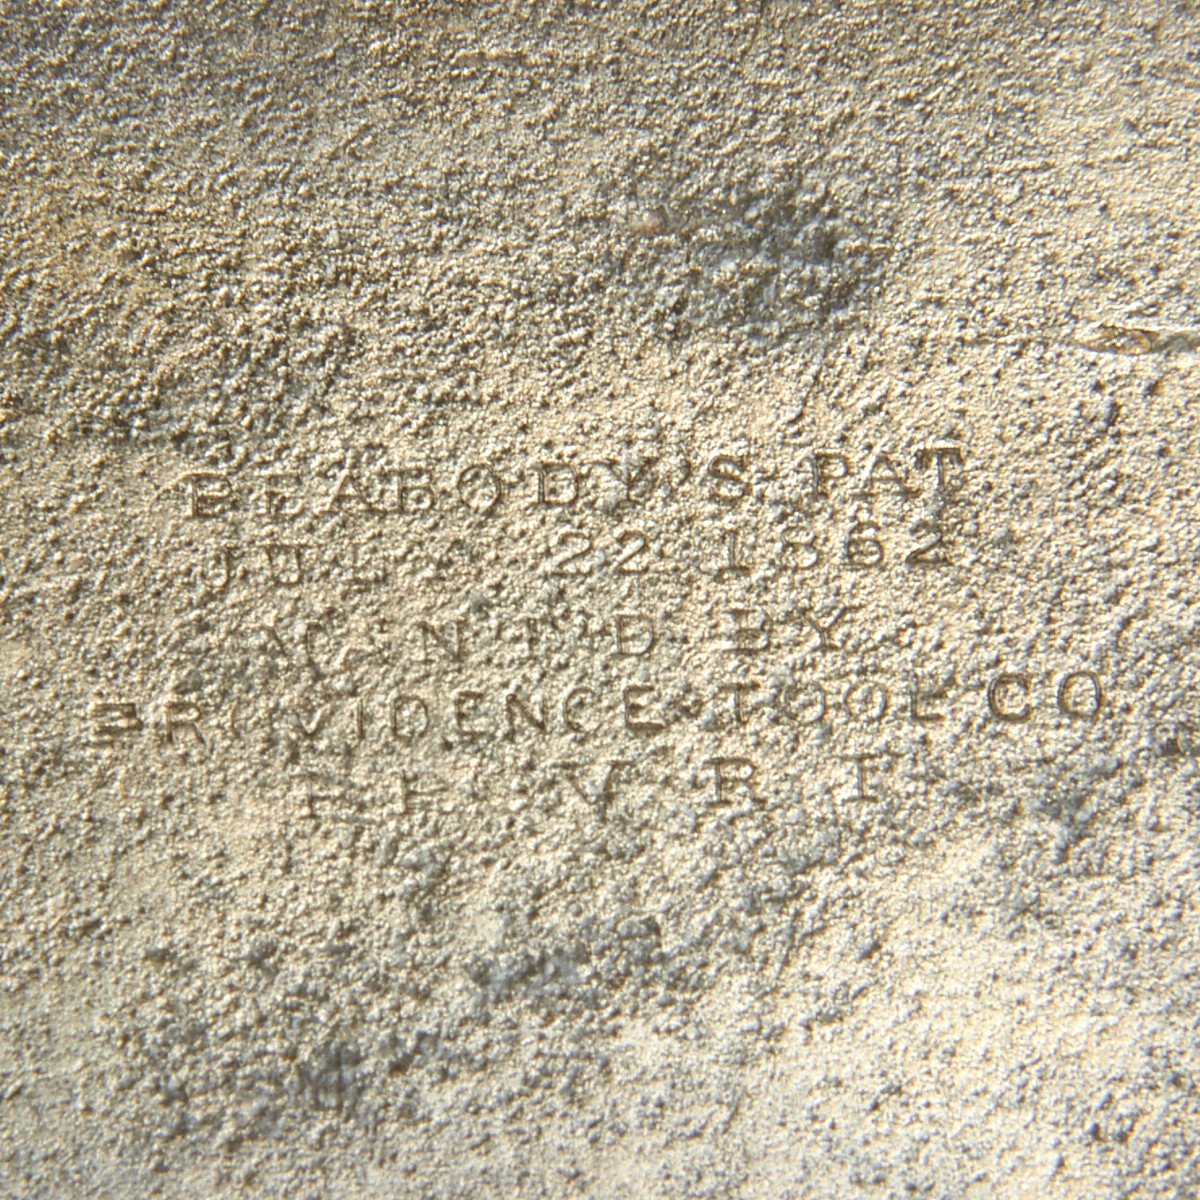 PEABODY'S PAT
JULY 22 1862
M'N'F'D BY
PROVIDENCE TOOL CO
V R I